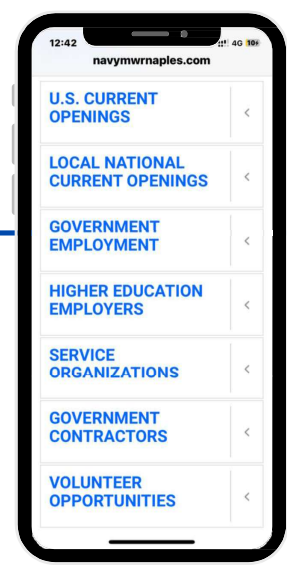 12:42
4G 10+
navymwrnaples.com
U.S. CURRENT
OPENINGS
LOCAL NATIONAL
CURRENT OPENINGS
GOVERNMENT
EMPLOYMENT
HIGHER EDUCATION
EMPLOYERS
SERVICE
ORGANIZATIONS
GOVERNMENT
CONTRACTORS
VOLUNTEER
OPPORTUNITIES